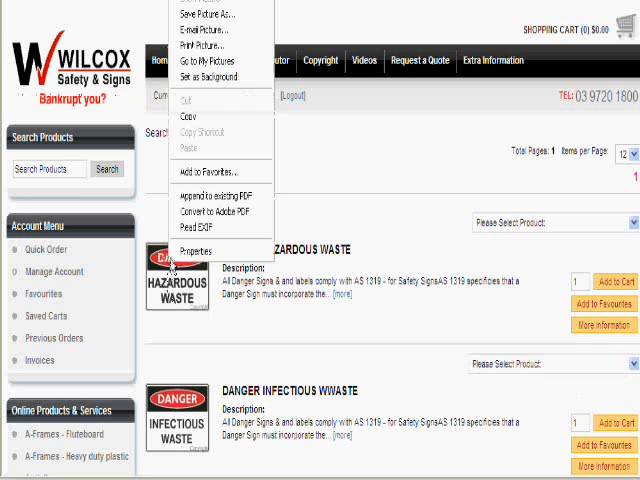 Save Picture As...
E-mail Picture...
Print Picture...
Go to My Pictures
Set as Background
Cut
Copy
Copy Shortcut
Paste
Add to Favorites...
Append to existing PDF
Convert to Adobe PDF
Read EXIF
Properties
SHOPPING CART (0) $0.00
WILCOX
Safety & Signs
Bankrupt you?
Copyright
Videos
Request a Quote
Extra Information
[Logout]
TEL: 03 9720 1800
Search Products
Search Products
Search
Total Pages: 1 Items per Page: 12
1
Account Menu
Quick Order
Manage Account
Favourites
Saved Carts
Previous Orders
Invoices
Please Select Product:
HAZARDOUS
WASTE
AZARDOUS WASTE
Description:
All Danger Signs & and labels comply with AS 1319 - for Safety SignsAS 1319 specificies that a
Danger Sign must incorporate the... [more]
1
Add to Cart
Add to Favourites
More Information
Please Select Product:
DANGER
INFECTIOUS
WASTE
DANGER INFECTIOUS WWASTE
Description:
All Danger Signs & and labels comply with AS 1319 - for Safety SignsAS 1319 specificies that a
Danger Sign must incorporate the... [more]
1
Add to Cart
Add to Favourites
More Information
Online Products & Services
A-Frames - Fluteboard
A-Frames - Heavy duty plastic